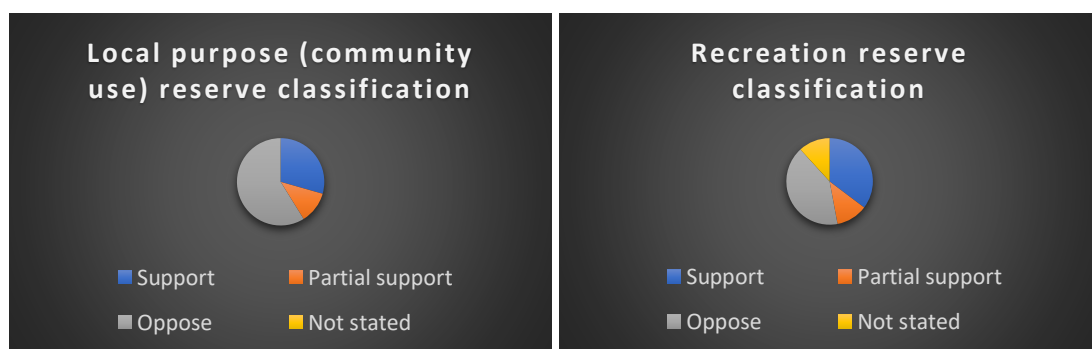 Local purpose (community
use) reserve classification
Support
Partial support
Oppose
Not stated
Recreation reserve
classification
Support
Partial support
Oppose
Not stated